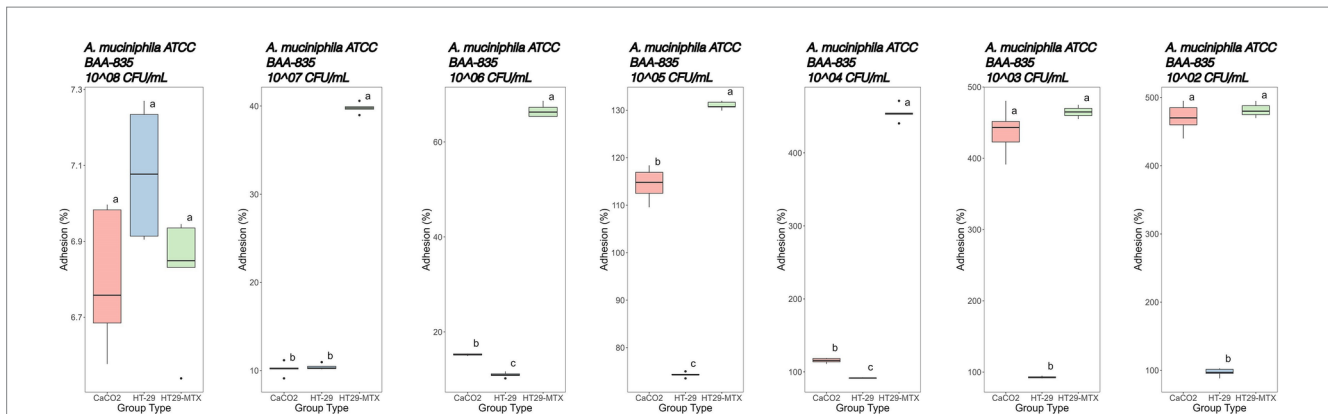 A. muciniphila ATCC
BAA-835
10^08 CFU/mL
7.3
7.1
6.9
6.7
Adhesion (%)
a
a
a
CaCO2 HT-29 HT29-MTX
Group Type
A. muciniphila ATCC
BAA-835
10^07 CFU/mL
40
30
20
10
Adhesion (%)
a
b
b
CaCO2 HT-29 HT29-MTX
Group Type
A. muciniphila ATCC
BAA-835
10^06 CFU/mL
60
40
20
Adhesion (%)
a
b
c
CaCO2 HT-29 HT29-MTX
Group Type
A. muciniphila ATCC
BAA-835
10^05 CFU/mL
130
120
110
100
90
80
Adhesion (%)
a
b
c
CaCO2 HT-29 HT29-MTX
Group Type
A. muciniphila ATCC
BAA-835
10^04 CFU/mL
400
300
200
100
Adhesion (%)
a
b
c
CaCO2 HT-29 HT29-MTX
Group Type
A. muciniphila ATCC
BAA-835
10^03 CFU/mL
500
400
300
200
100
Adhesion (%)
a
a
b
CaCO2 HT-29 HT29-MTX
Group Type
A. muciniphila ATCC
BAA-835
10^02 CFU/mL
500
400
300
200
100
Adhesion (%)
a
a
b
CaCO2 HT-29 HT29-MTX
Group Type